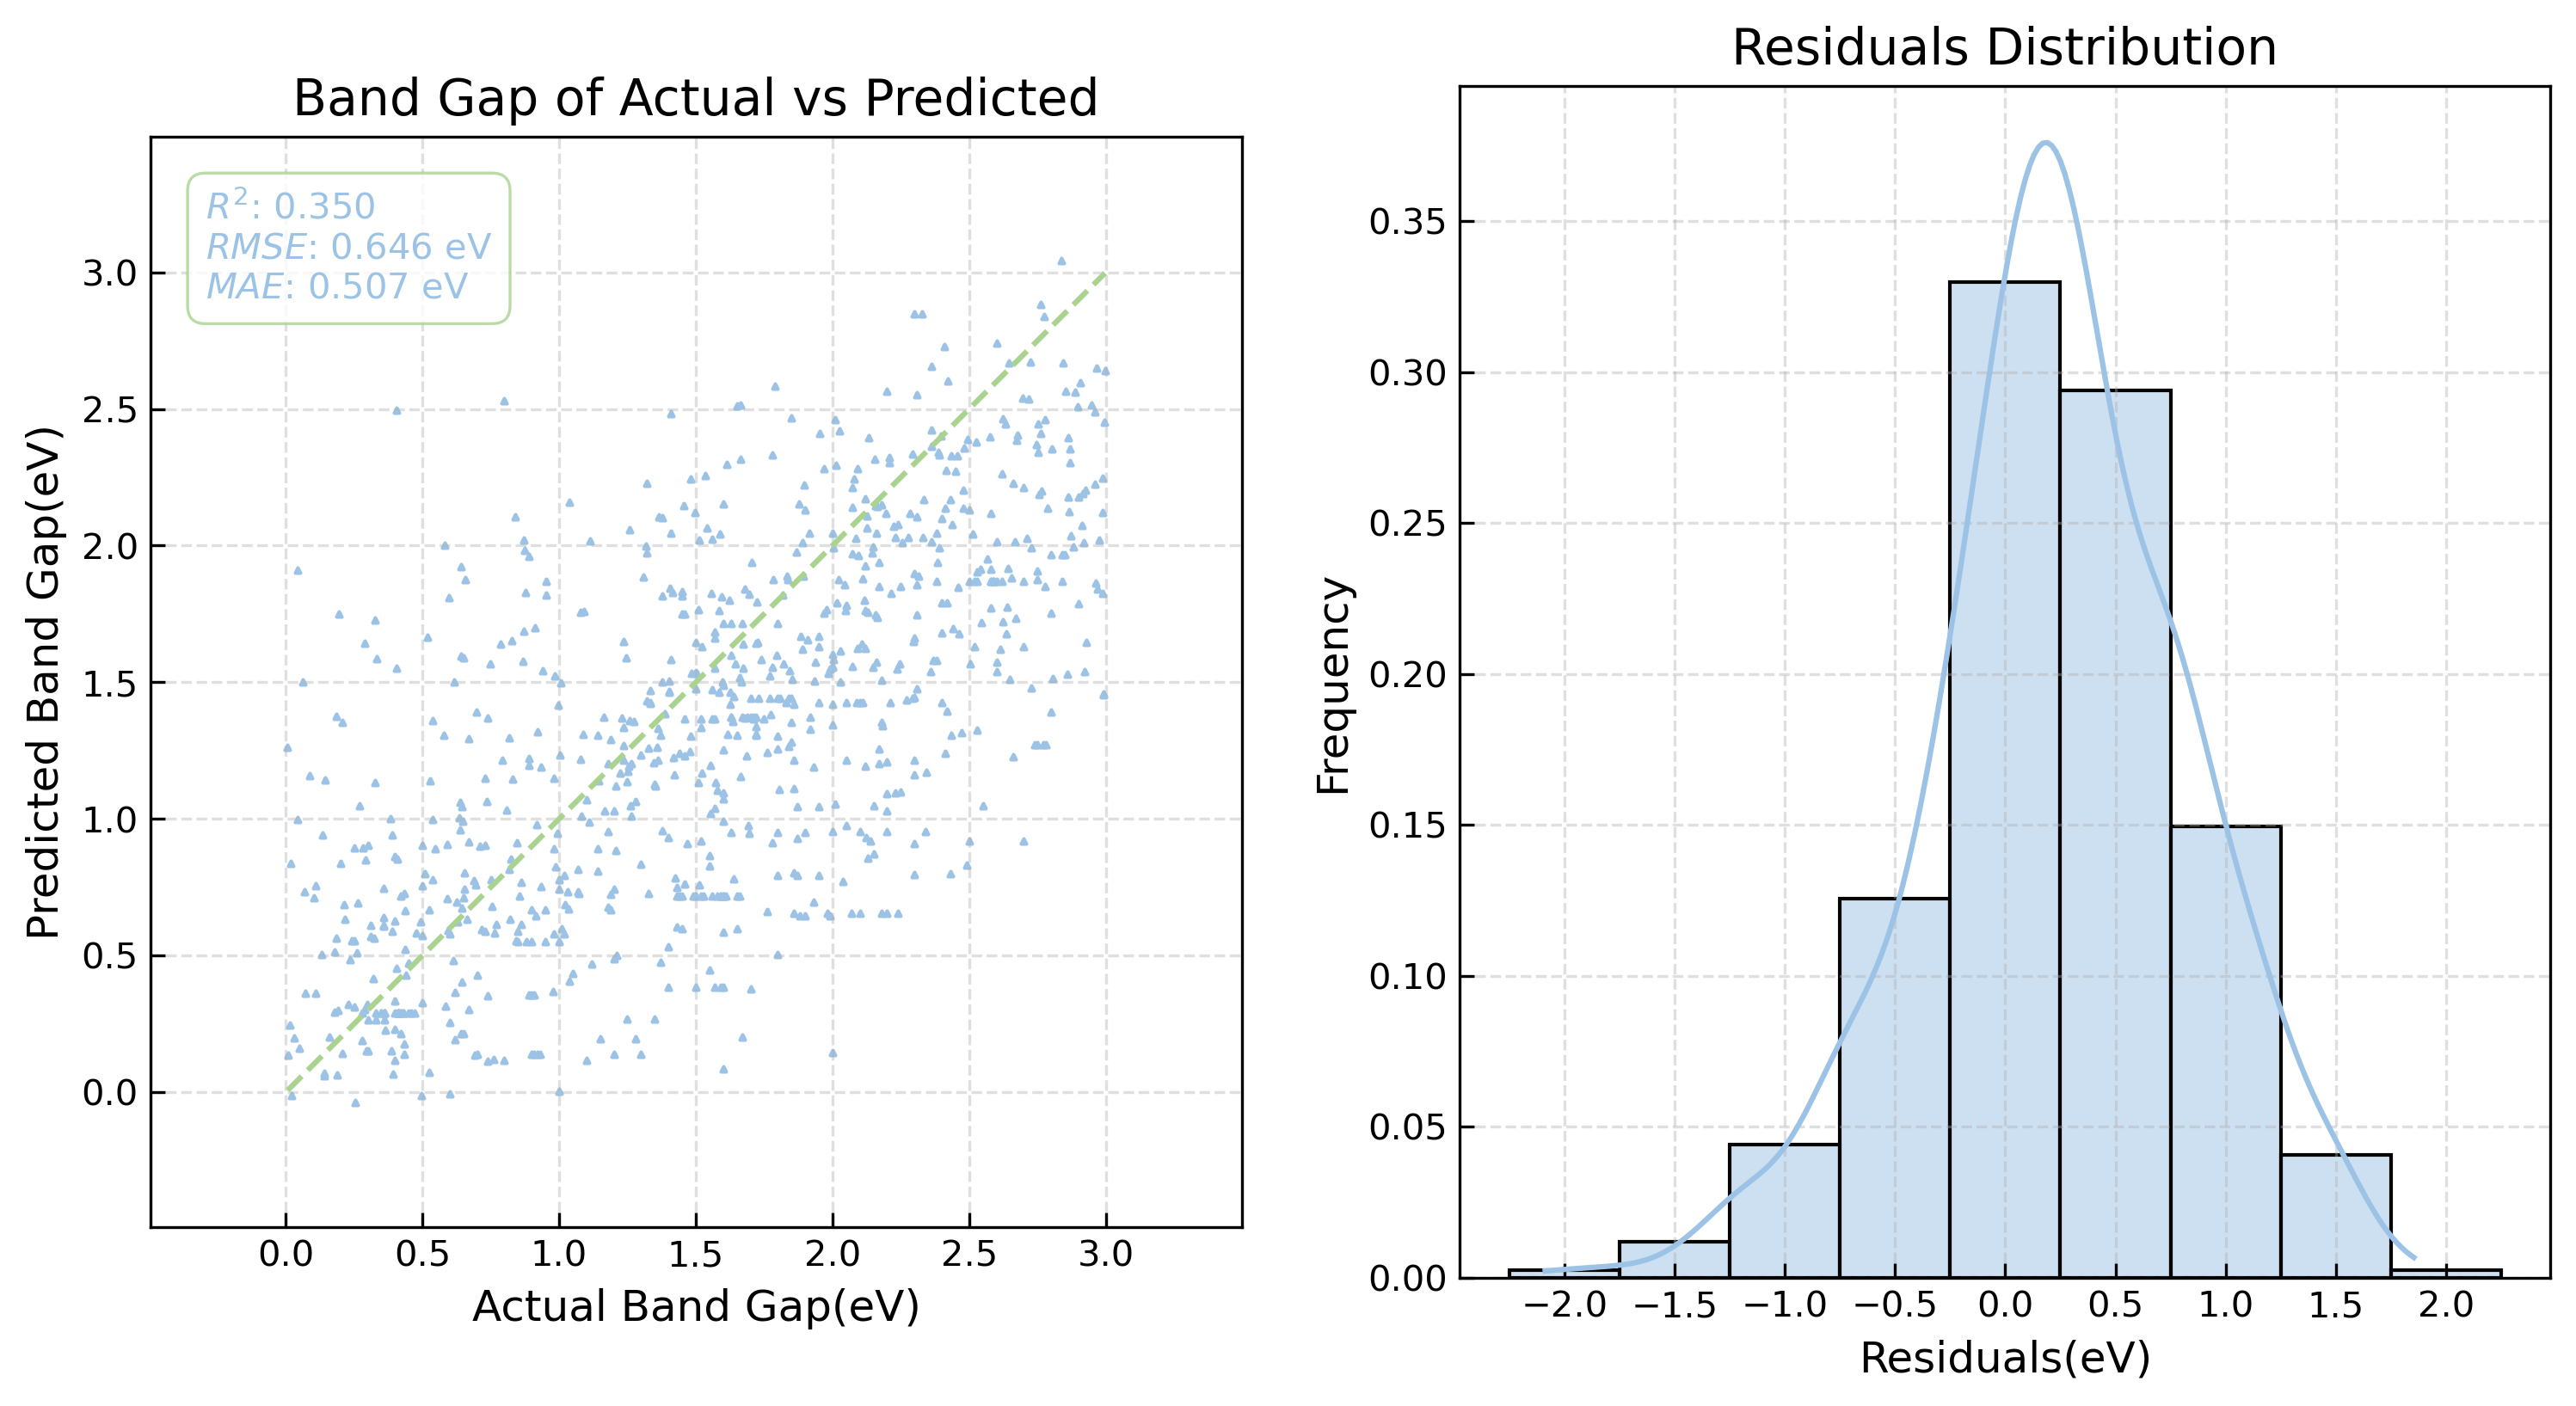 Band Gap of Actual vs Predicted
R²: 0.350
RMSE: 0.646 eV
MAE: 0.507 eV
Predicted Band Gap(eV)
3.0
2.5
2.0
1.5
1.0
0.5
0.0
0.0 0.5 1.0 1.5 2.0 2.5 3.0
Actual Band Gap(eV)
Residuals Distribution
Frequency
0.35
0.30
0.25
0.20
0.15
0.10
0.05
0.00
−2.0 −1.5 −1.0 −0.5 0.0 0.5 1.0 1.5 2.0
Residuals(eV)